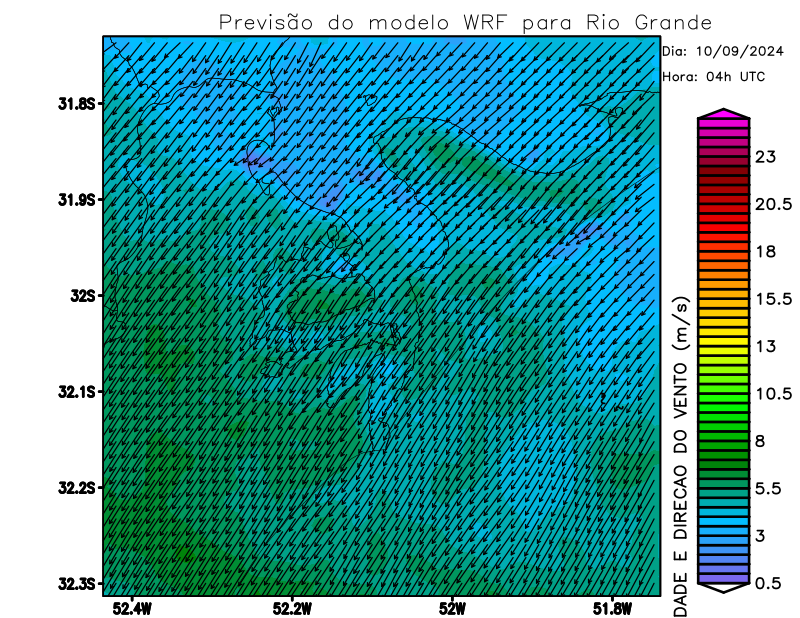 Previsão do modelo WRF para Rio Grande
Dia: 10/09/2024
Hora: 04h UTC
31.8S
31.9S
32S
32.1S
32.2S
32.3S
52.4W
52.2W
52W
51.8W
DADE E DIRECAO DO VENTO (m/s)
23
20.5
18
15.5
13
10.5
8
5.5
3
0.5